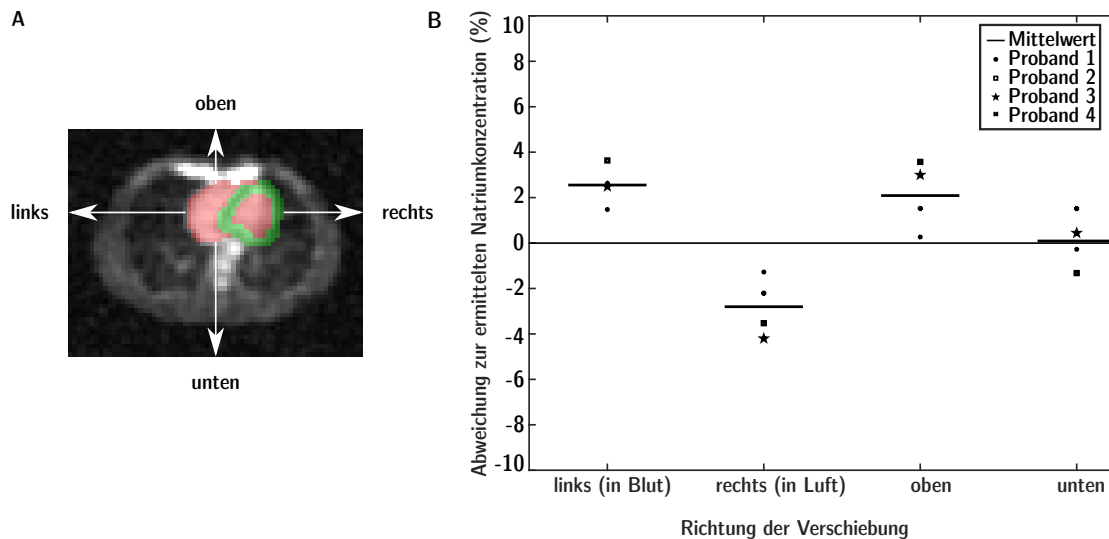 A
oben
links
rechts
unten
B
Abweichung zur ermittelten Natriumkonzentration (%)
10
8
6
4
2
0
-2
-4
-6
-8
-10
Mittelwert
Proband 1
Proband 2
Proband 3
Proband 4
links (in Blut) rechts (in Luft) oben unten
Richtung der Verschiebung